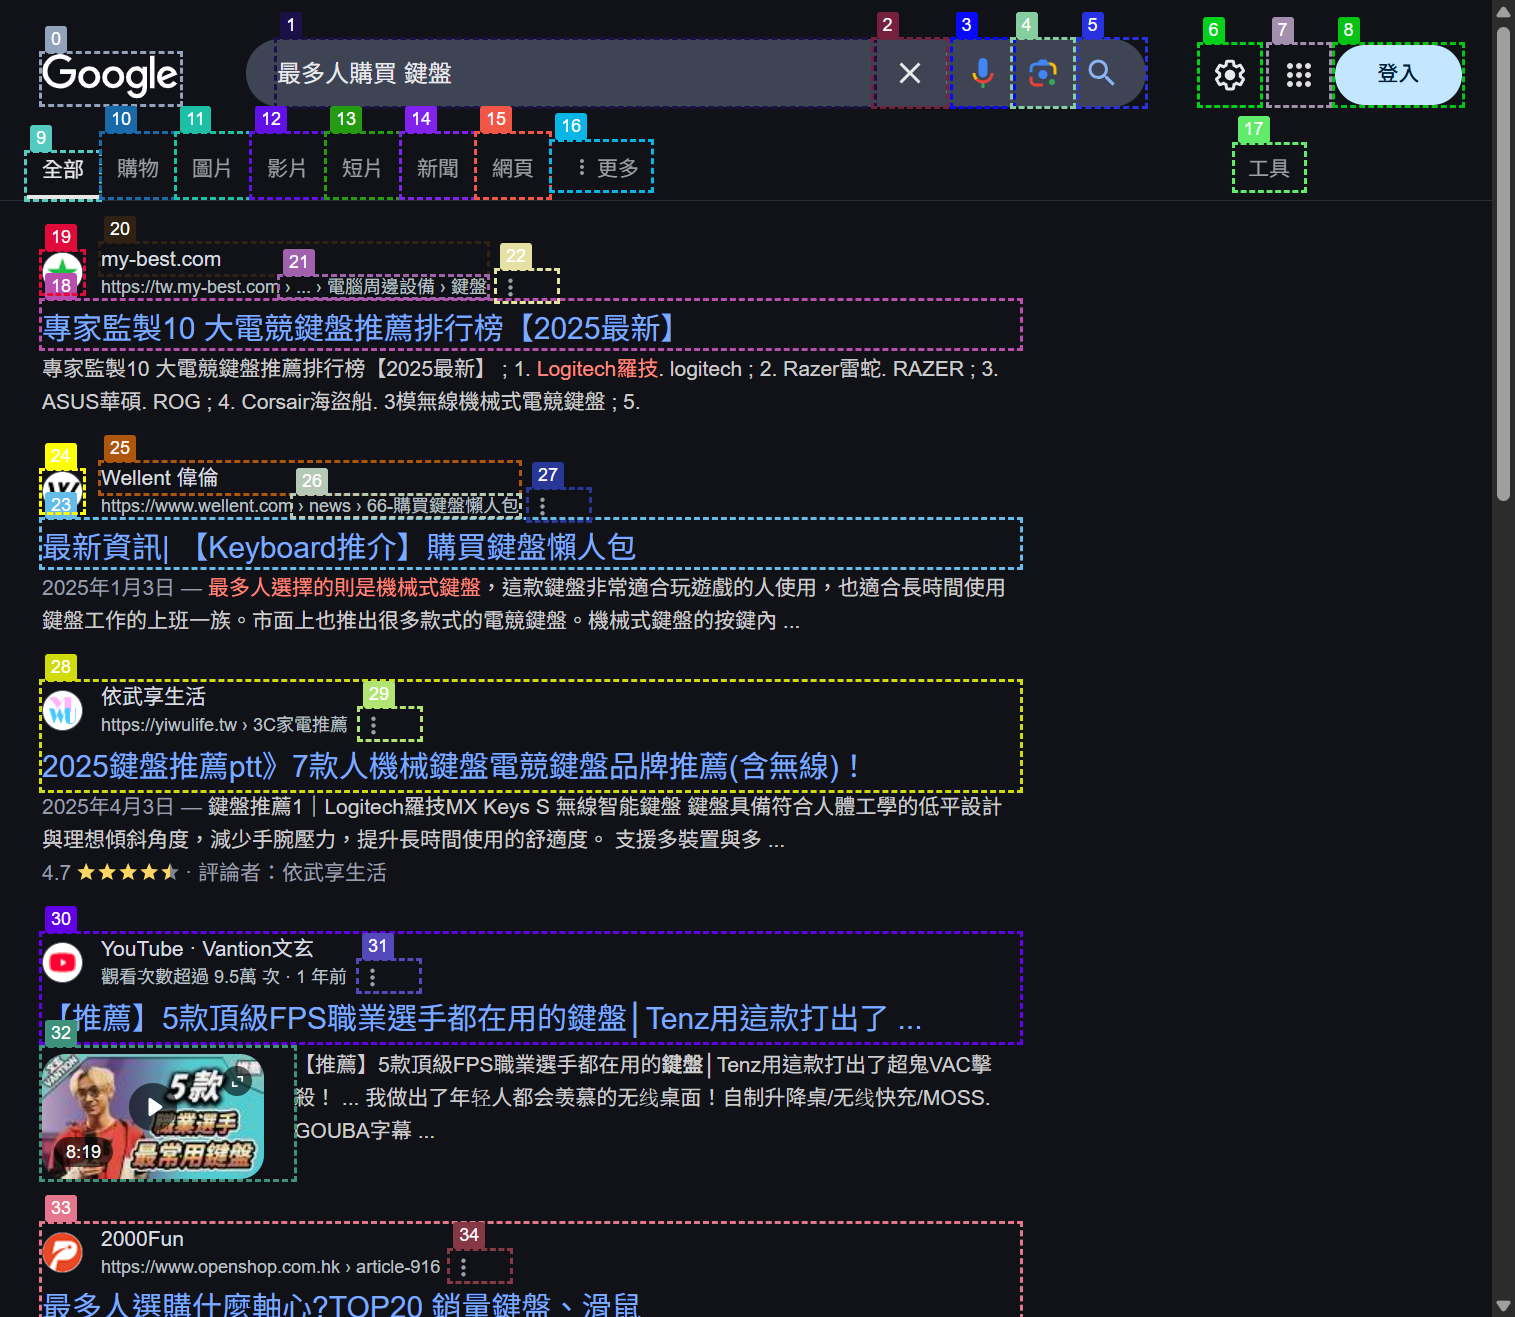 0
1
2
3
4
5
6
7
8
Google
最多人購買 鍵盤
登入
9
10
11
12
13
14
15
16
17
全部
購物
圖片
影片
短片
新聞
網頁
更多
工具
19
20
my-best.com
21
22
18
https://tw.my-best.com › ... › 電腦周邊設備 › 鍵盤
專家監製10 大電競鍵盤推薦排行榜【2025最新】
專家監製10 大電競鍵盤推薦排行榜【2025最新】 ; 1. Logitech羅技. logitech ; 2. Razer雷蛇. RAZER ; 3.
ASUS華碩. ROG ; 4. Corsair海盜船. 3模無線機械式電競鍵盤 ; 5.
24
25
Wellent 偉倫
26
27
23
https://www.wellent.com › news › 66-購買鍵盤懶人包
最新資訊| 【Keyboard推介】購買鍵盤懶人包
2025年1月3日 — 最多人選擇的則是機械式鍵盤，這款鍵盤非常適合玩遊戲的人使用，也適合長時間使用
鍵盤工作的上班一族。市面上也推出很多款式的電競鍵盤。機械式鍵盤的按鍵內 ...
28
依武享生活
29
https://yiwulife.tw › 3C家電推薦
2025鍵盤推薦ptt》7款人機械鍵盤電競鍵盤品牌推薦(含無線)！
2025年4月3日 — 鍵盤推薦1｜Logitech羅技MX Keys S 無線智能鍵盤 鍵盤具備符合人體工學的低平設計
與理想傾斜角度，減少手腕壓力，提升長時間使用的舒適度。 支援多裝置與多 ...
4.7 · 評論者：依武享生活
30
YouTube · Vantion文玄
31
觀看次數超過 9.5萬 次 · 1 年前
【推薦】5款頂級FPS職業選手都在用的鍵盤│Tenz用這款打出了 ...
32
VANTION
5款
職業選手
最常用鍵盤
8:19
【推薦】5款頂級FPS職業選手都在用的鍵盤│Tenz用這款打出了超鬼VAC擊
殺！ ... 我做出了年轻人都会羡慕的无线桌面！自制升降桌/无线快充/MOSS.
GOUBA字幕 ...
33
2000Fun
34
https://www.openshop.com.hk › article-916
最多人選購什麼軸心?TOP20 銷量鍵盤、滑鼠